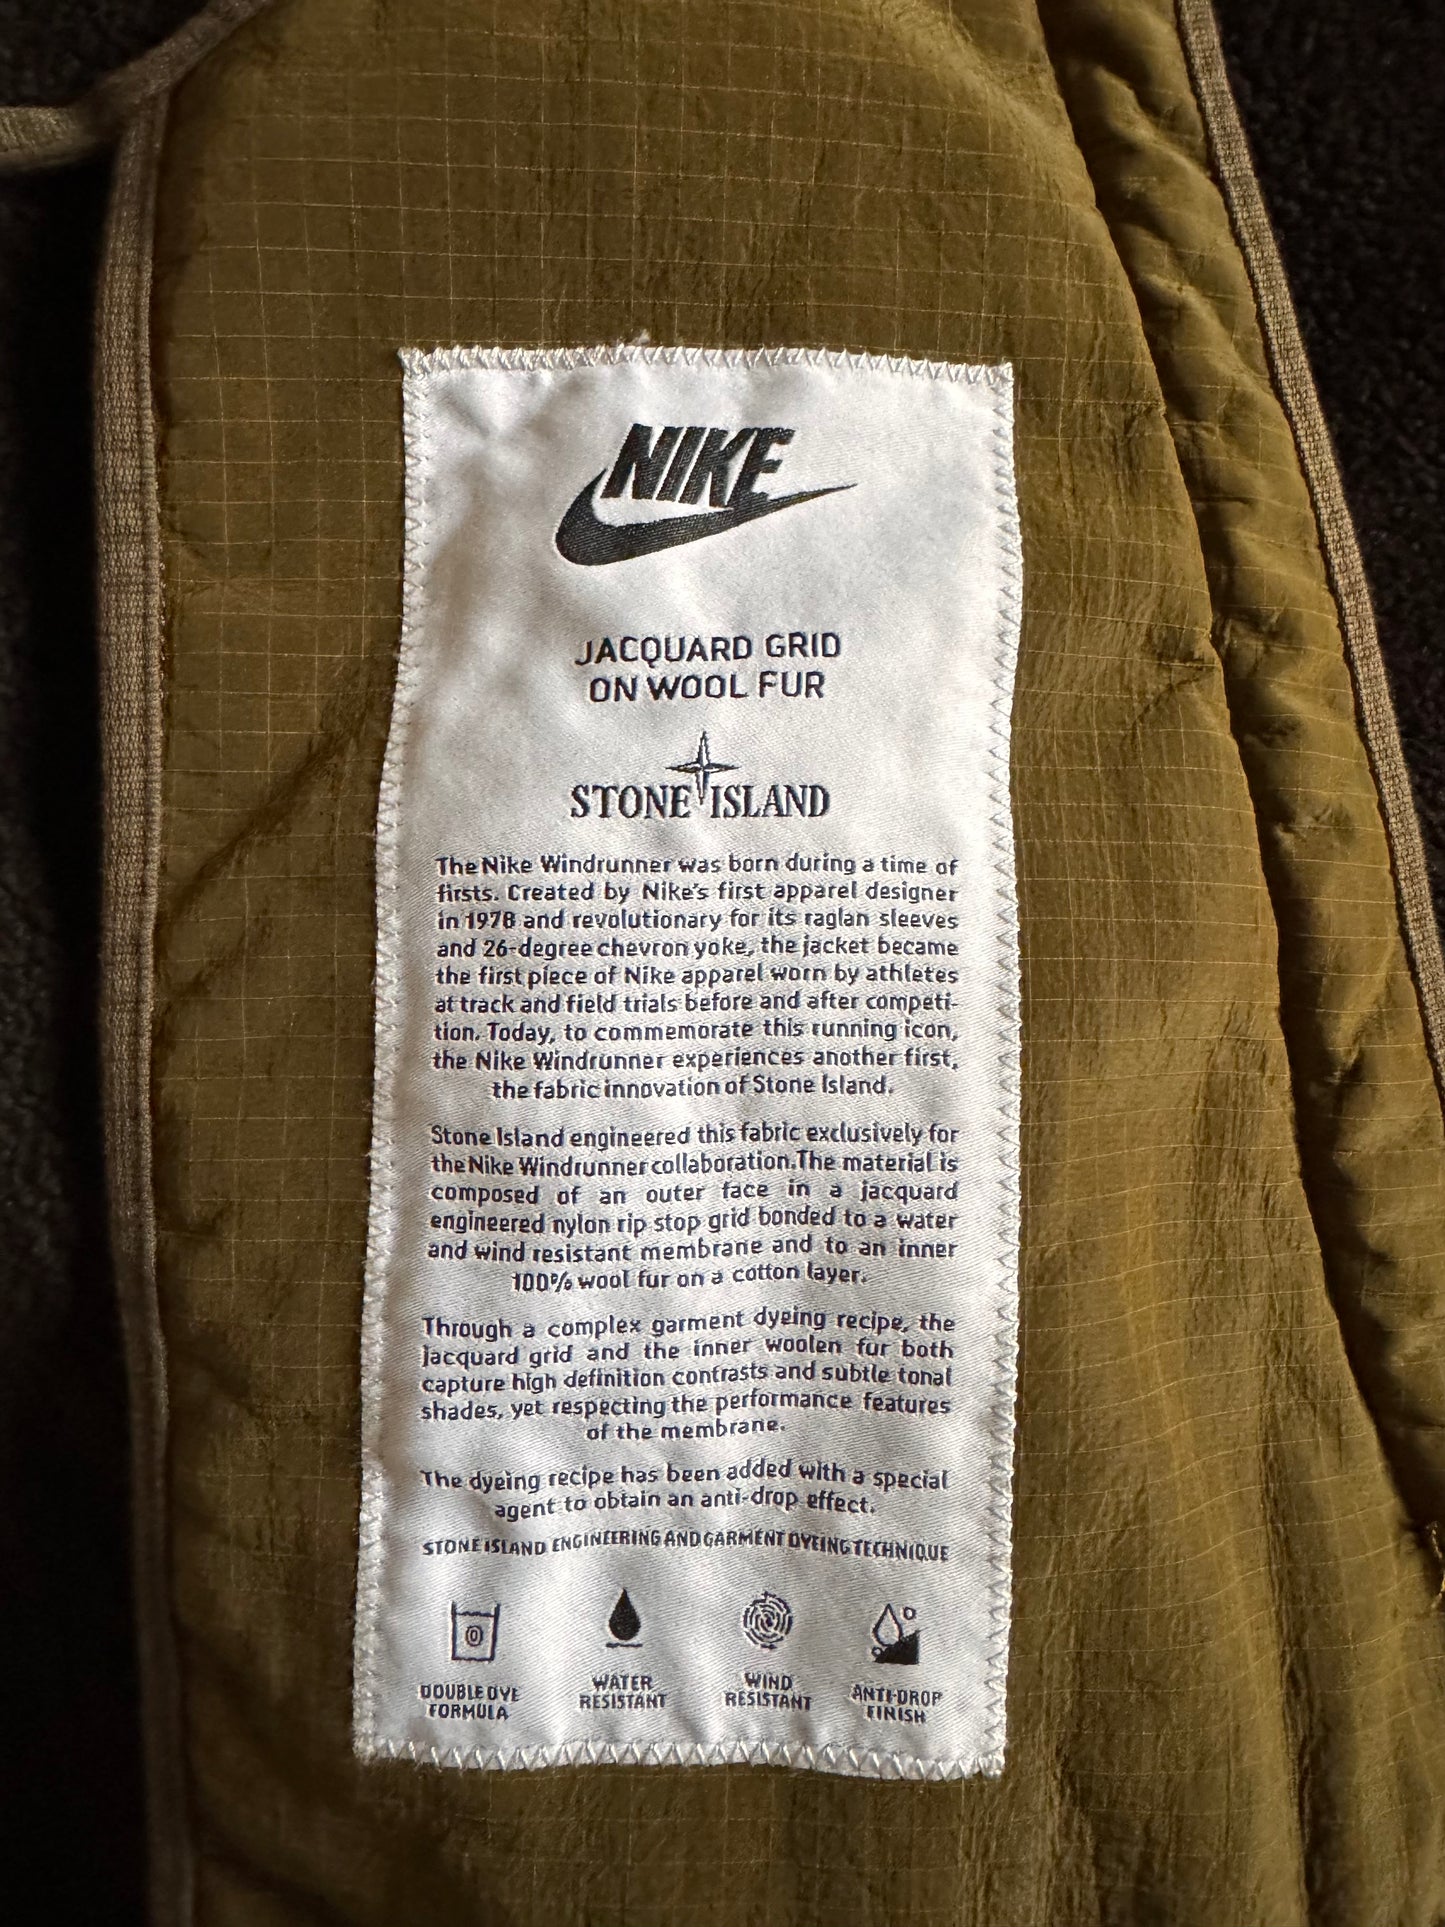 NIKE
JACQUARD GRID
ON WOOL FUR
STONE ISLAND
The Nike Windrunner was born during a time of
firsts. Created by Nike's first apparel designer
in 1978 and revolutionary for its raglan sleeves
and 26-degree chevron yoke, the jacket became
the first piece of Nike apparel worn by athletes
at track and field trials before and after competi-
tion. Today, to commemorate this running icon,
the Nike Windrunner experiences another first,
the fabric innovation of Stone Island.
Stone Island engineered this fabric exclusively for
the Nike Windrunner collaboration.The material is
composed of an outer face in a jacquard
engineered nylon rip stop grid bonded to a water
and wind resistant membrane and to an inner
100% wool fur on a cotton layer.
Through a complex garment dyeing recipe, the
jacquard grid and the inner woolen fur both
capture high definition contrasts and subtle tonal
shades, yet respecting the performance features
of the membrane.
The dyeing recipe has been added with a special
agent to obtain an anti-drop effect.
STONE ISLAND ENGINEERING AND GARMENT DYEING TECHNIQUE
DOUBLE DYE
FORMULA
WATER
RESISTANT
WIND
RESISTANT
ANTI-DROP
FINISH